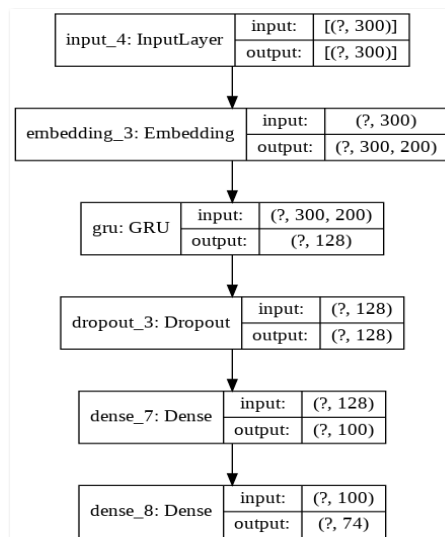 input_4: InputLayer input: [(?, 300)]
output: [(?, 300)]
embedding_3: Embedding input: (?, 300)
output: (?, 300, 200)
gru: GRU input: (?, 300, 200)
output: (?, 128)
dropout_3: Dropout input: (?, 128)
output: (?, 128)
dense_7: Dense input: (?, 128)
output: (?, 100)
dense_8: Dense input: (?, 100)
output: (?, 74)